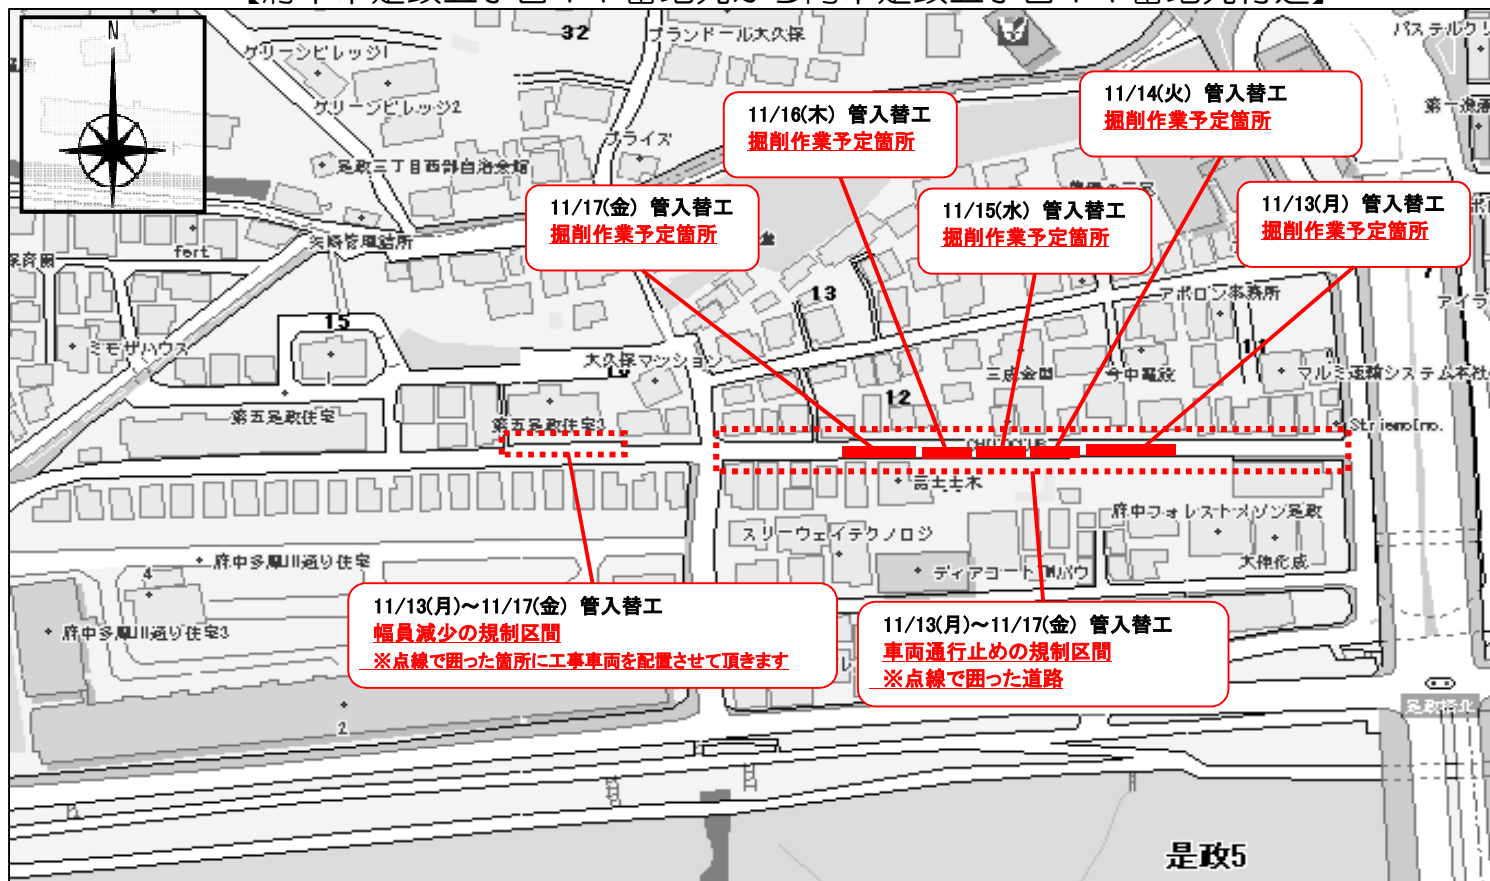 N
32
ブランドール大久保
グリーンビレッジ1
グリーンビレッジ2
プライズ
是政三丁目西部自治会館
11/14(火) 管入替工
掘削作業予定箇所
11/16(木) 管入替工
掘削作業予定箇所
11/17(金) 管入替工
掘削作業予定箇所
11/15(水) 管入替工
掘削作業予定箇所
11/13(月) 管入替工
掘削作業予定箇所
fert
保育園
13
アポロン事務所
15
ミモザハウス
大久保マンション
三成金型
今中電設
マルミ運輸システム本社
12
第五是政住宅
第五是政住宅3
富士土木
スリーウェイテクノロジ
府中フォレストメゾン是政
府中多摩川通り住宅
4
大伸化成
府中多摩川通り住宅3
11/13(月)～11/17(金) 管入替工
幅員減少の規制区間
※点線で囲った箇所に工事車両を配置させて頂きます
11/13(月)～11/17(金) 管入替工
車両通行止めの規制区間
※点線で囲った道路
2
是政橋北
是政5